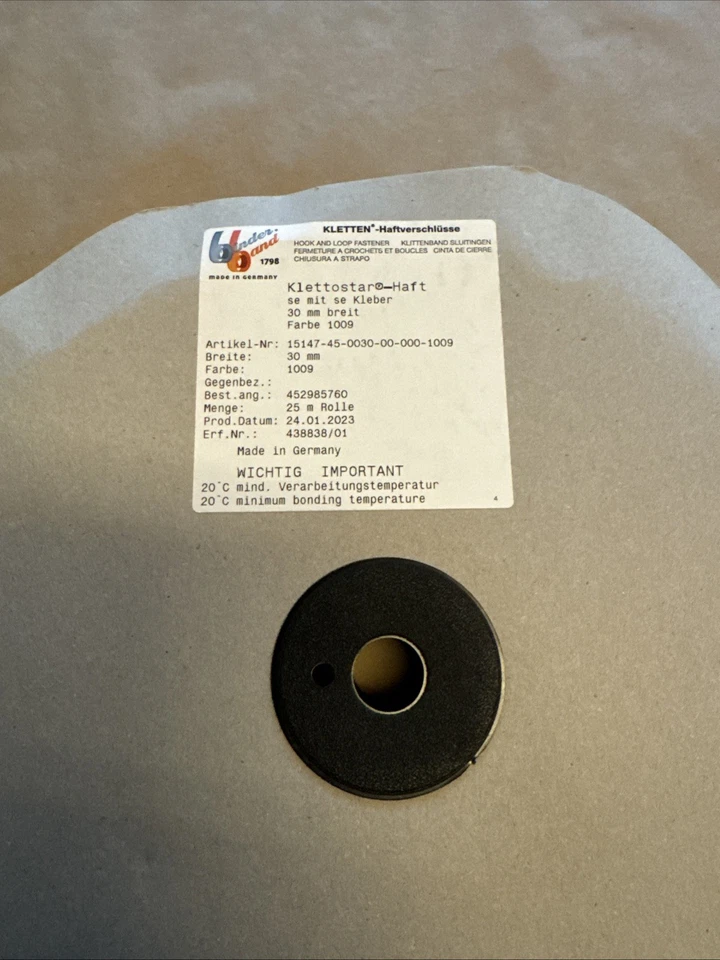 binder
band
1798
made in Germany
KLETTEN®-Haftverschlüsse
HOOK AND LOOP FASTENER KLITTENBAND SLUITINGEN
FERMETURE A CROCHETS ET BOUCLES CINTA DE CIERRE
CHIUSURA A STRAPO
Klettostar®-Haft
se mit se Kleber
30 mm breit
Farbe 1009
Artikel-Nr: 15147-45-0030-00-000-1009
Breite: 30 mm
Farbe: 1009
Gegenbez.:
Best.ang.: 452985760
Menge: 25 m Rolle
Prod.Datum: 24.01.2023
Erf.Nr.: 438838/01
Made in Germany
WICHTIG IMPORTANT
20°C mind. Verarbeitungstemperatur
20°C minimum bonding temperature
4